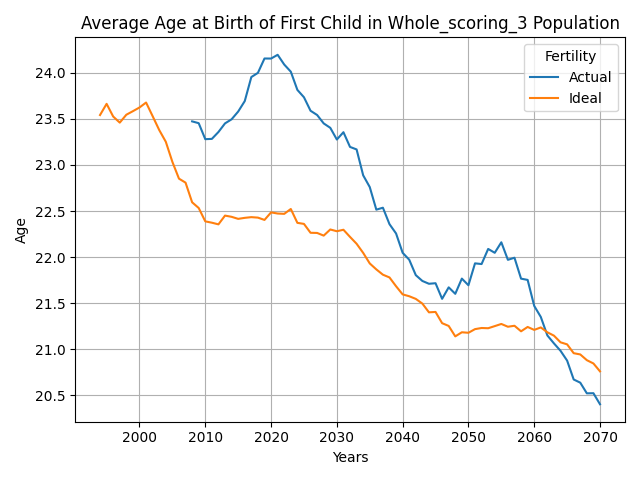 Average Age at Birth of First Child in Whole_scoring_3 Population
Fertility
Actual
Ideal
Age
24.0
23.5
23.0
22.5
22.0
21.5
21.0
20.5
2000 2010 2020 2030 2040 2050 2060 2070
Years